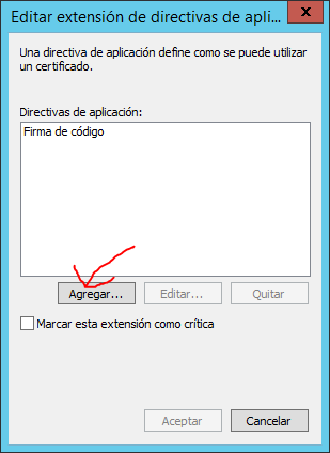 Editar extensión de directivas de apli...
Una directiva de aplicación define como se puede utilizar
un certificado.
Directivas de aplicación:
Firma de código
Agregar... Editar... Quitar
Marcar esta extensión como crítica
Aceptar Cancelar